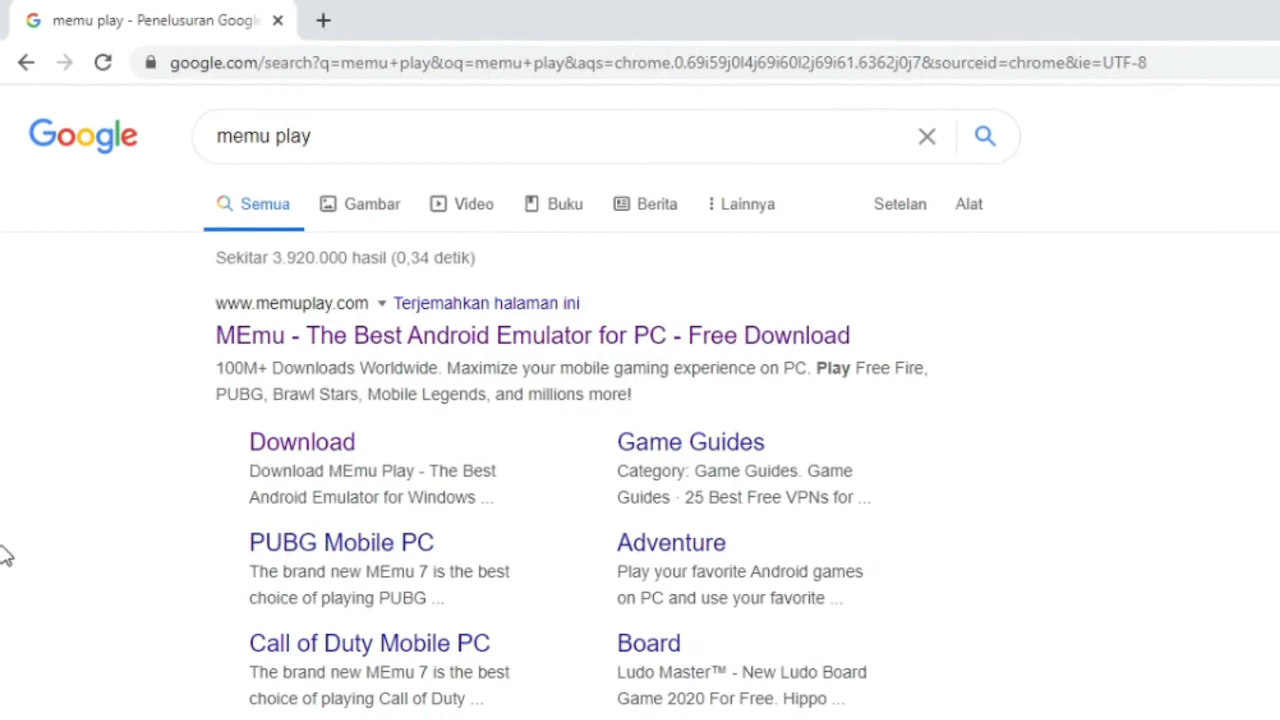 memu play - Penelusuran Googl
google.com/search?q=memu+play&oq=memu+play&aqs=chrome.0.69i59j0l4j69i60l2j69i61.6362j0j7&sourceid=chrome&ie=UTF-8
Google
memu play
Semua Gambar Video Buku Berita Lainnya Setelan Alat
Sekitar 3.920.000 hasil (0,34 detik)
www.memuplay.com Terjemahkan halaman ini
MEmu - The Best Android Emulator for PC - Free Download
100M+ Downloads Worldwide. Maximize your mobile gaming experience on PC. Play Free Fire,
PUBG, Brawl Stars, Mobile Legends, and millions more!
Download
Download MEmu Play - The Best
Android Emulator for Windows ...
Game Guides
Category: Game Guides. Game
Guides · 25 Best Free VPNs for ...
PUBG Mobile PC
The brand new MEmu 7 is the best
choice of playing PUBG ...
Adventure
Play your favorite Android games
on PC and use your favorite ...
Call of Duty Mobile PC
The brand new MEmu 7 is the best
choice of playing Call of Duty ...
Board
Ludo Master™ - New Ludo Board
Game 2020 For Free. Hippo ...